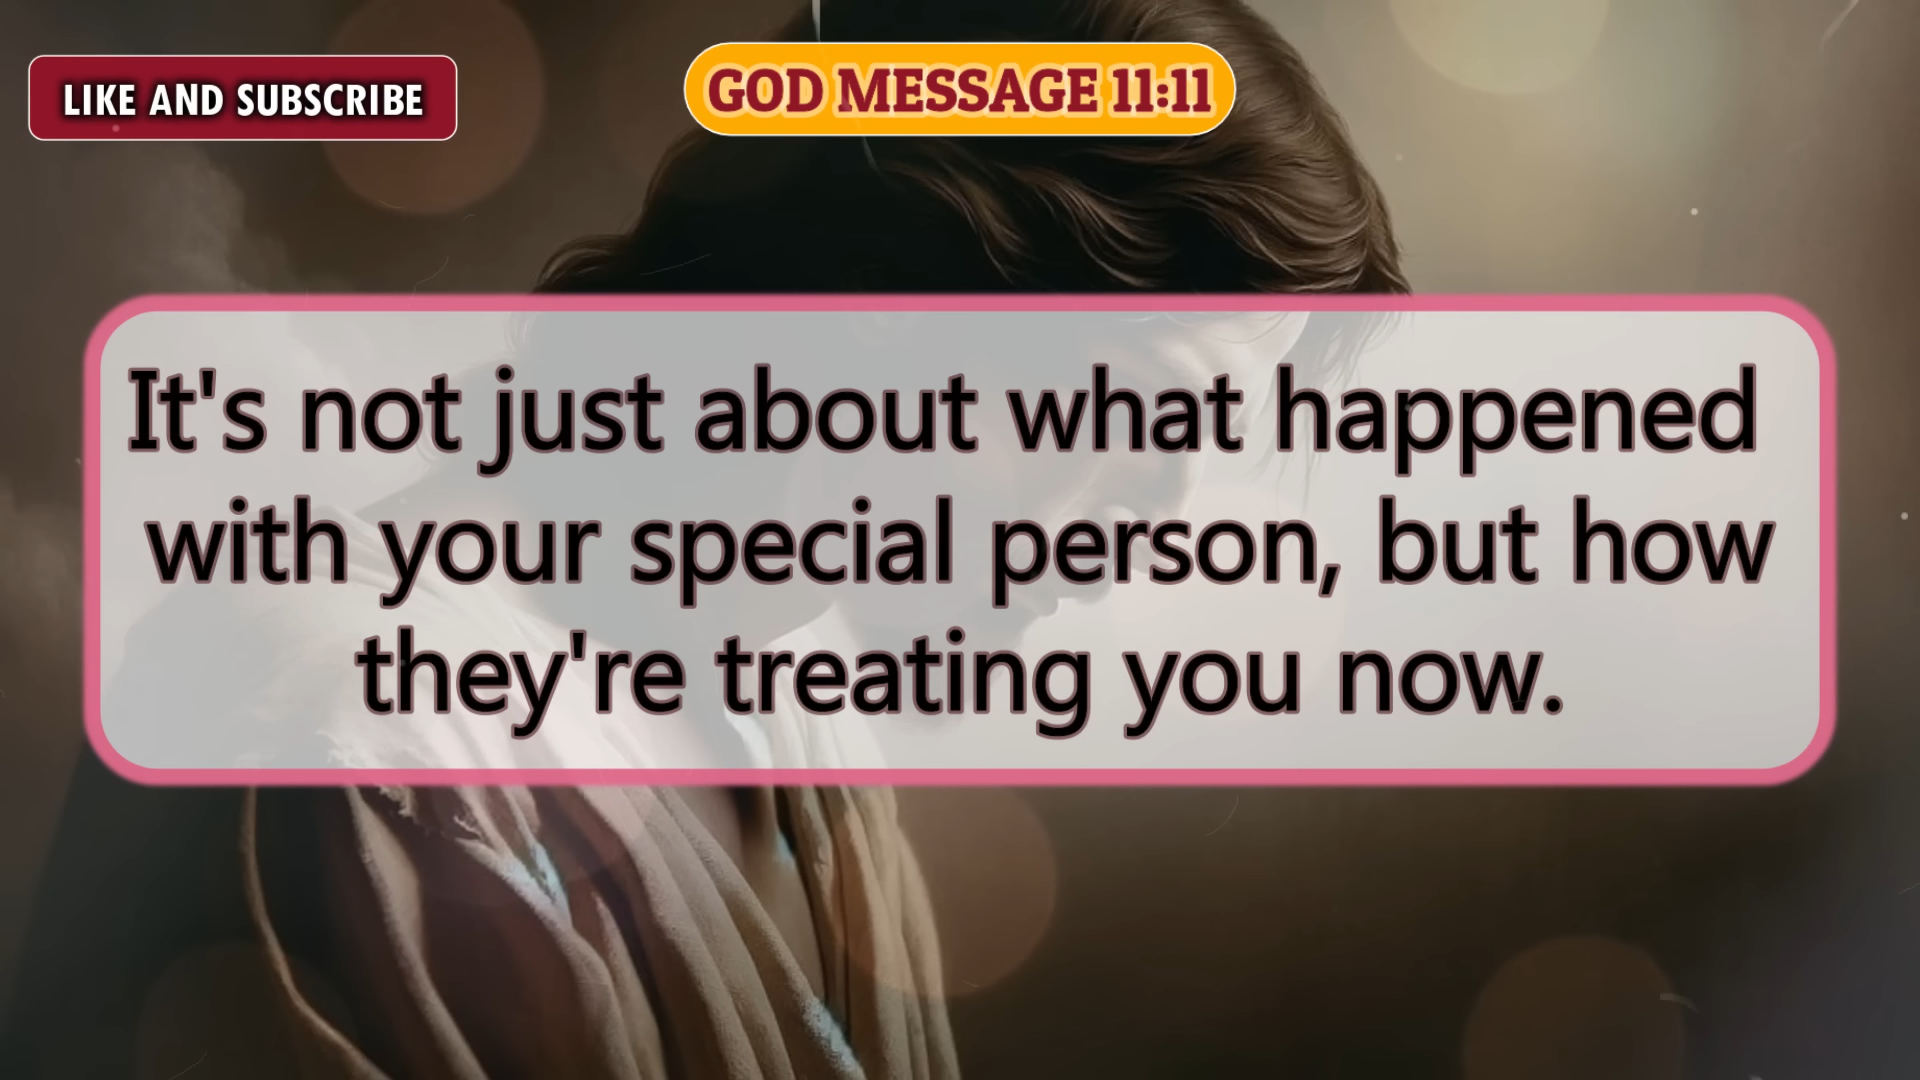 LIKE AND SUBSCRIBE
GOD MESSAGE 11:11
It's not just about what happened
with your special person, but how
they're treating you now.